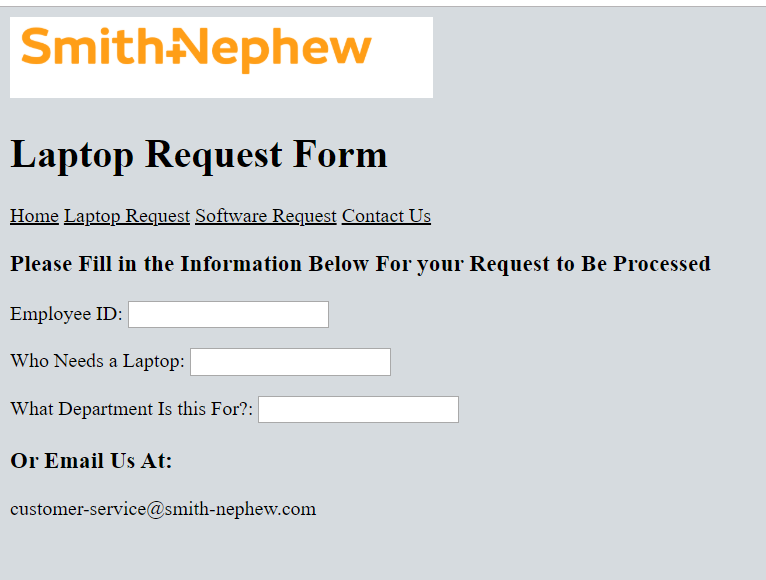 Smith+Nephew
Laptop Request Form
Home Laptop Request Software Request Contact Us
Please Fill in the Information Below For your Request to Be Processed
Employee ID:
Who Needs a Laptop:
What Department Is this For?:
Or Email Us At:
customer-service@smith-nephew.com